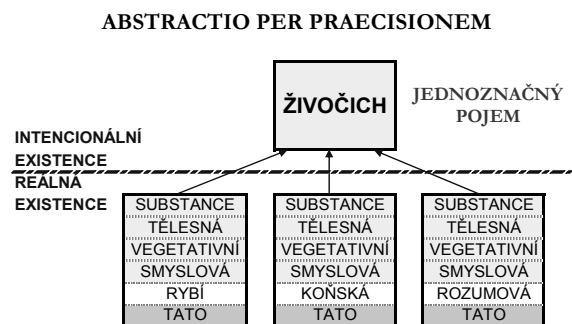 ABSTRACTIO PER PRAECISIONEM
ŽIVOČICH
JEDNOZNAČNÝ
POJEM
INTENCIONÁLNÍ
EXISTENCE
REÁLNÁ
EXISTENCE
SUBSTANCE
TĚLESNÁ
VEGETATIVNÍ
SMYSLOVÁ
RYBÍ
TATO
SUBSTANCE
TĚLESNÁ
VEGETATIVNÍ
SMYSLOVÁ
KOŇSKÁ
TATO
SUBSTANCE
TĚLESNÁ
VEGETATIVNÍ
SMYSLOVÁ
ROZUMOVÁ
TATO